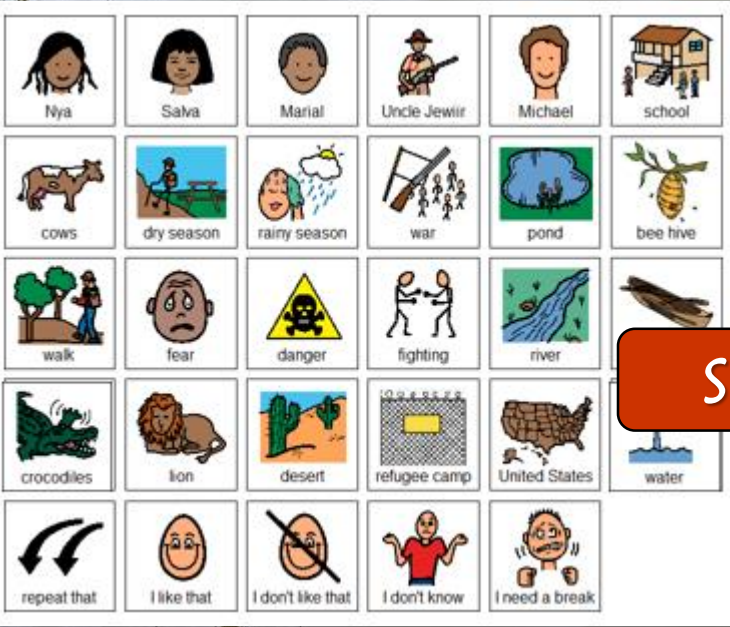 Nya Salva Marial Uncle Jewiir Michael school
cows dry season rainy season war pond bee hive
walk fear danger fighting river
S
crocodiles lion desert refugee camp United States water
repeat that I like that I don't like that I don't know I need a break